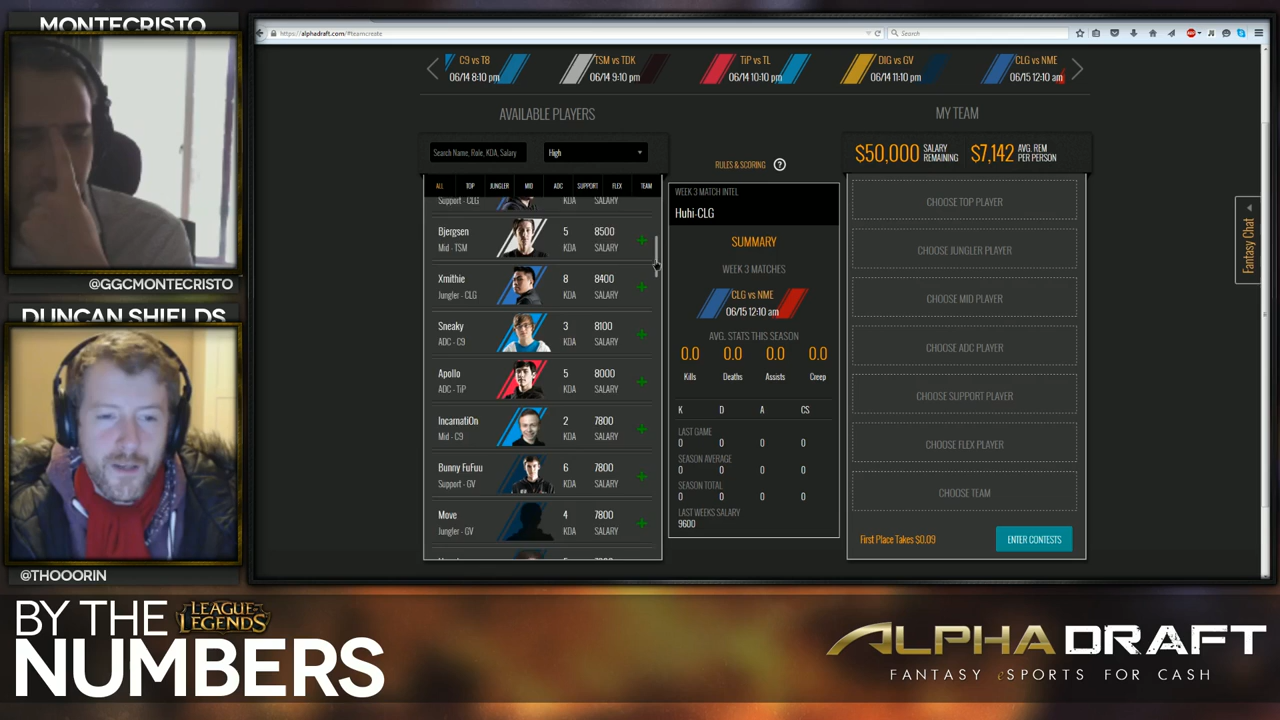 MONTECRISTO
@GGCMONTECRISTO
DUNCAN SHIELDS
@THOOORIN
https://alphadraft.com/#teamcreate
Search
C9 vs T8
06/14 8:10 pm
TSM vs TDK
06/14 9:10 pm
TiP vs TL
06/14 10:10 pm
DIG vs GV
06/14 11:10 pm
CLG vs NME
06/15 12:10 am
AVAILABLE PLAYERS
Search Name, Role, KDA, Salary
High
ALL TOP JUNGLER MID ADC SUPPORT FLEX TEAM
Support - CLG KDA SALARY
Bjergsen 5 8500
Mid - TSM KDA SALARY
Xmithie 8 8400
Jungler - CLG KDA SALARY
Sneaky 3 8100
ADC - C9 KDA SALARY
Apollo 5 8000
ADC - TiP KDA SALARY
IncarnatiOn 2 7800
Mid - C9 KDA SALARY
Bunny FuFuu 6 7800
Support - GV KDA SALARY
Move 4 7800
Jungler - GV KDA SALARY
RULES & SCORING ?
WEEK 3 MATCH INTEL
Huhi-CLG
SUMMARY
WEEK 3 MATCHES
CLG vs NME
06/15 12:10 am
AVG. STATS THIS SEASON
0.0 0.0 0.0 0.0
Kills Deaths Assists Creep
K D A CS
LAST GAME
0 0 0 0
SEASON AVERAGE
0 0 0 0
SEASON TOTAL
0 0 0 0
LAST WEEKS SALARY
9600
MY TEAM
$50,000 SALARY REMAINING $7,142 AVG. REM PER PERSON
CHOOSE TOP PLAYER
CHOOSE JUNGLER PLAYER
CHOOSE MID PLAYER
CHOOSE ADC PLAYER
CHOOSE SUPPORT PLAYER
CHOOSE FLEX PLAYER
CHOOSE TEAM
First Place Takes $0.09
ENTER CONTESTS
Fantasy Chat
BY THE LEAGUE of LEGENDS
NUMBERS
ALPHADRAFT
FANTASY eSPORTS FOR CASH